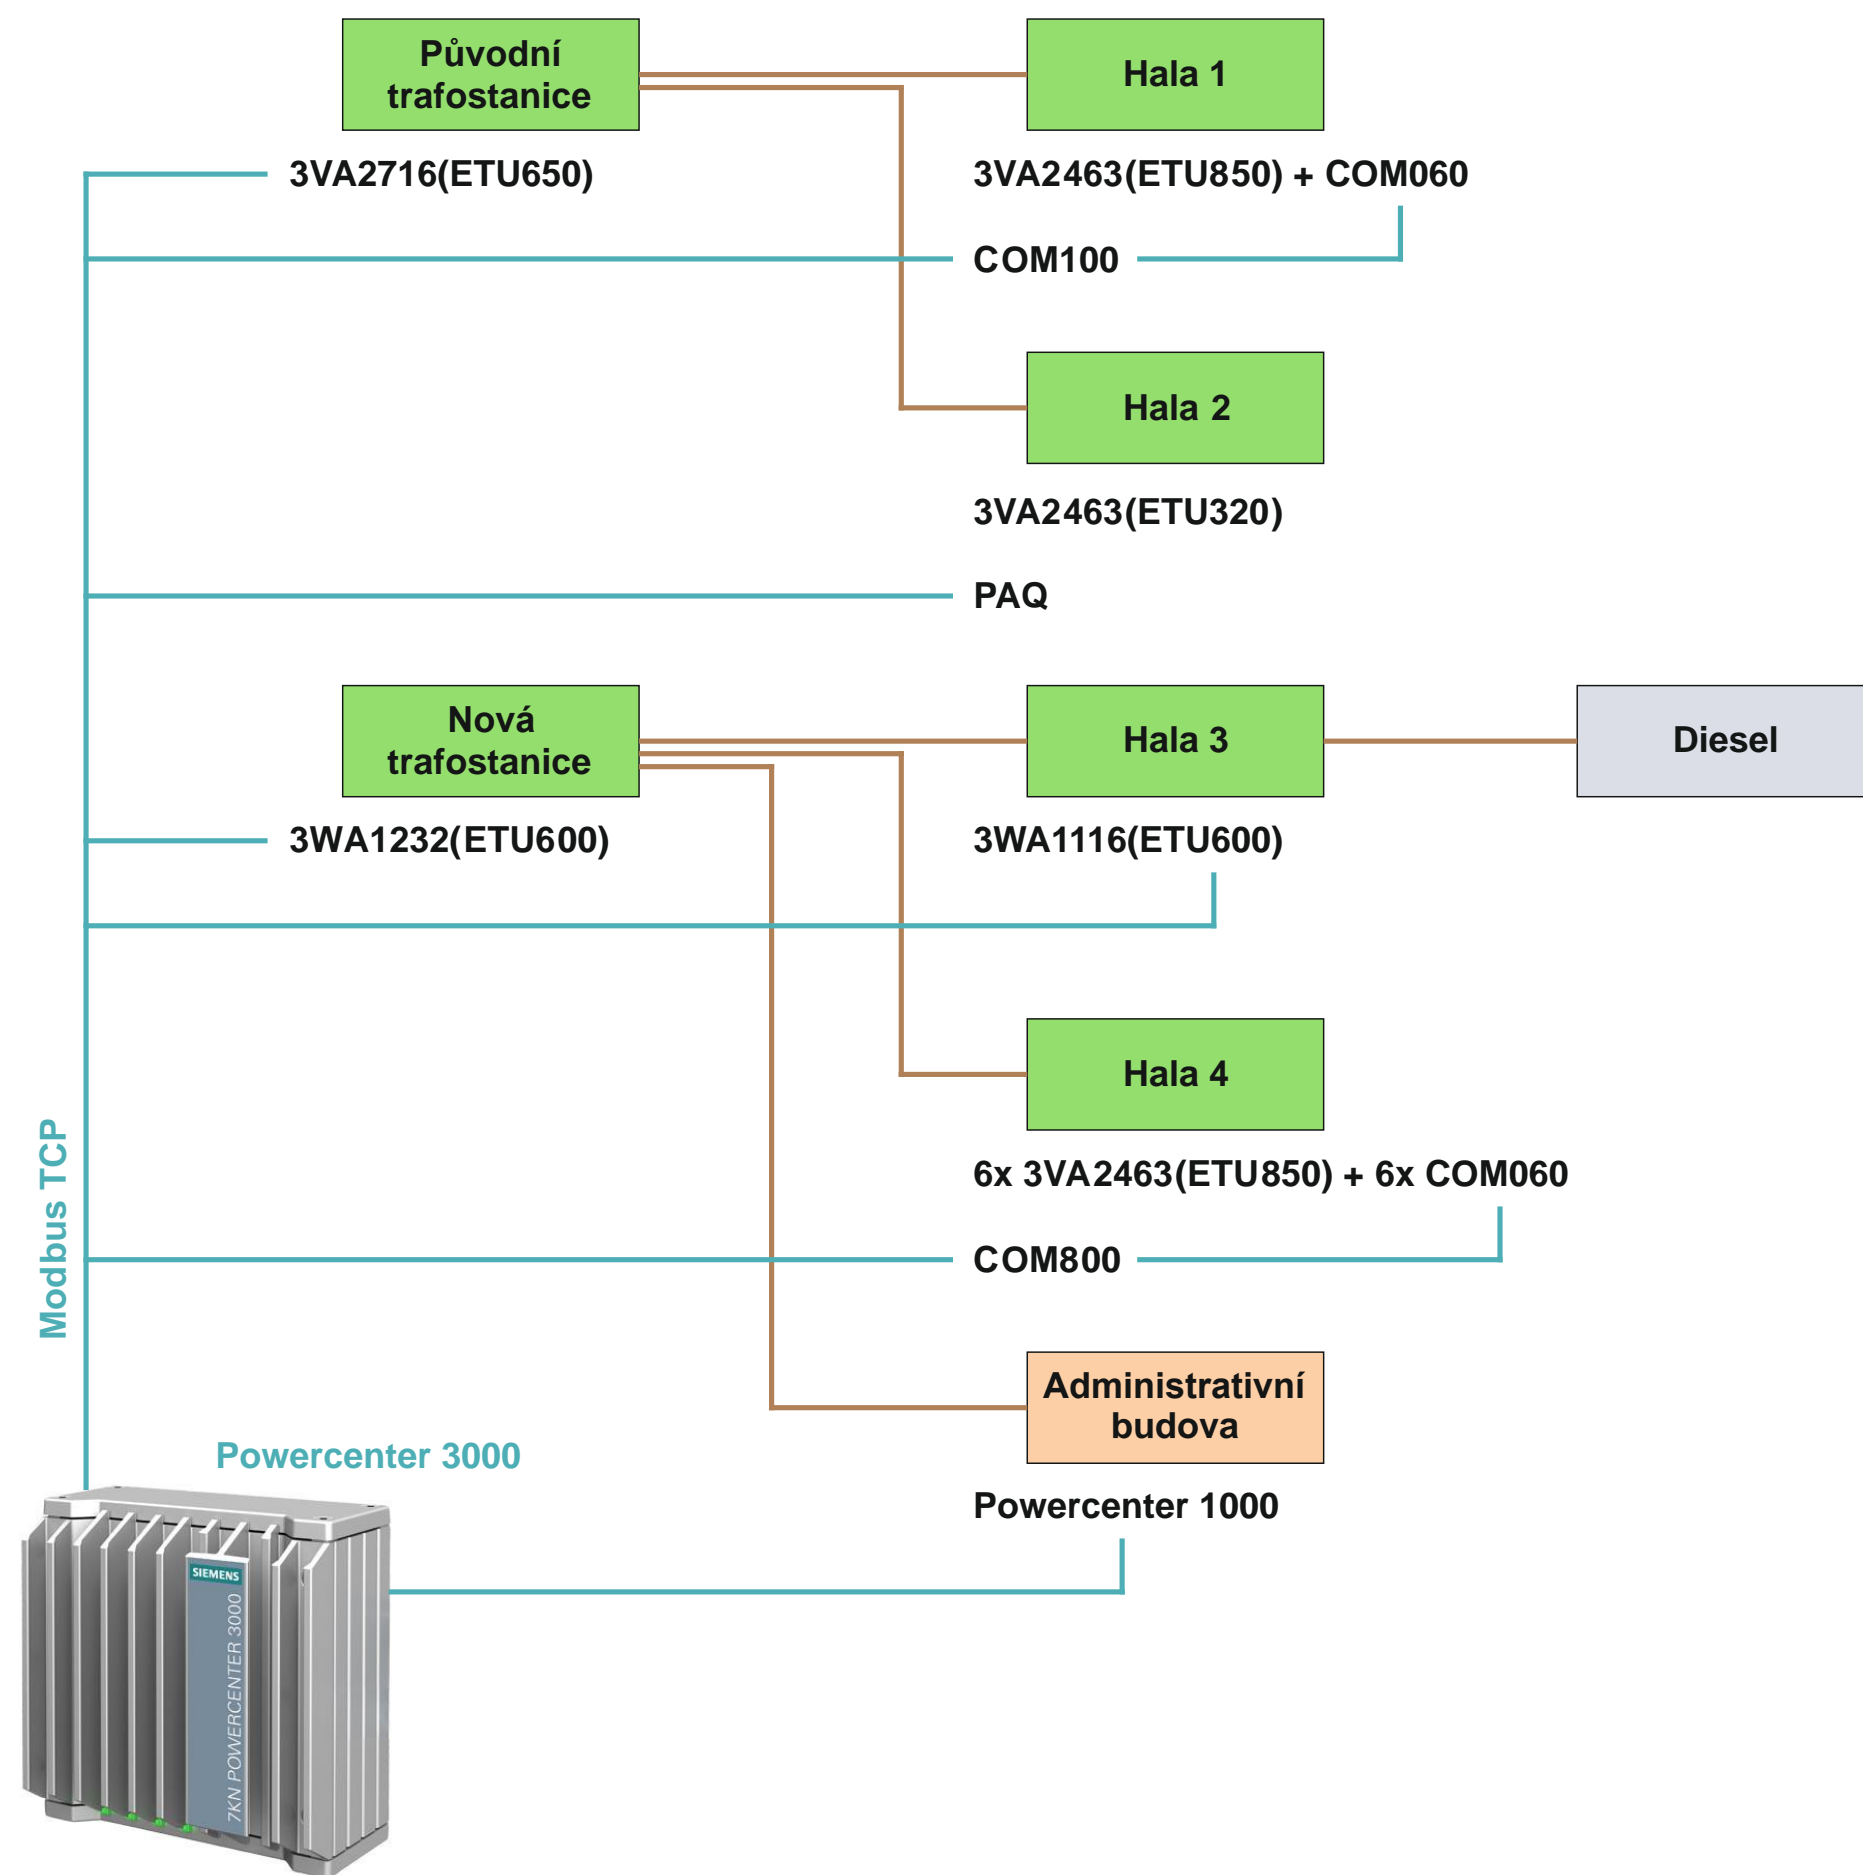 Původní
trafostanice
Hala 1
3VA2716(ETU650)
3VA2463(ETU850) + COM060
COM100
Hala 2
3VA2463(ETU320)
PAQ
Nová
trafostanice
Hala 3
Diesel
3WA1232(ETU600)
3WA1116(ETU600)
Hala 4
6x 3VA2463(ETU850) + 6x COM060
COM800
Modbus TCP
Administrativní
budova
Powercenter 3000
Powercenter 1000
SIEMENS
7KN POWERCENTER 3000